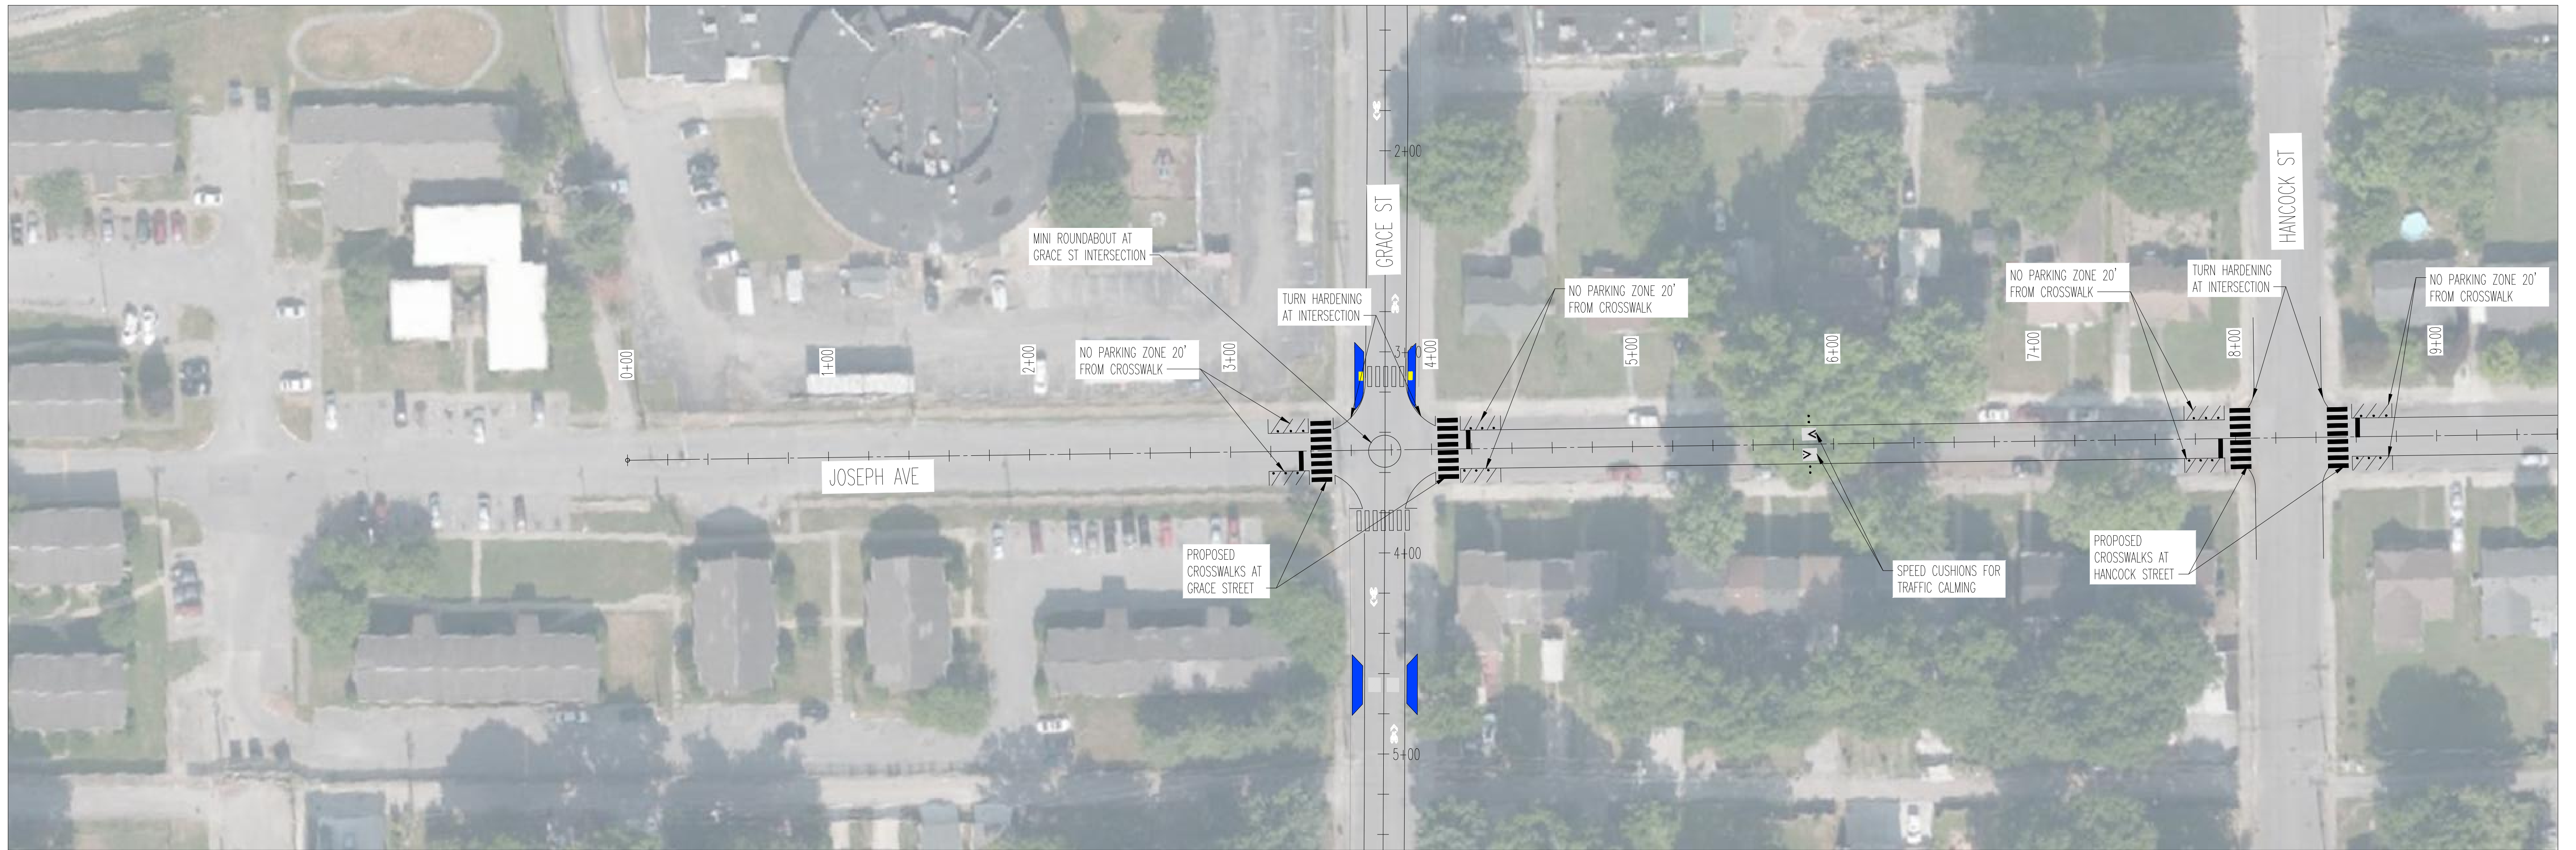 2+00
GRACE ST
HANCOCK ST
MINI ROUNDABOUT AT
GRACE ST INTERSECTION
TURN HARDENING
AT INTERSECTION
NO PARKING ZONE 20'
FROM CROSSWALK
NO PARKING ZONE 20'
FROM CROSSWALK
TURN HARDENING
AT INTERSECTION
NO PARKING ZONE 20'
FROM CROSSWALK
NO PARKING ZONE 20'
FROM CROSSWALK
0+00
1+00
2+00
3+00
3+00
4+00
5+00
6+00
7+00
8+00
9+00
JOSEPH AVE
PROPOSED
CROSSWALKS AT
GRACE STREET
4+00
SPEED CUSHIONS FOR
TRAFFIC CALMING
PROPOSED
CROSSWALKS AT
HANCOCK STREET
5+00